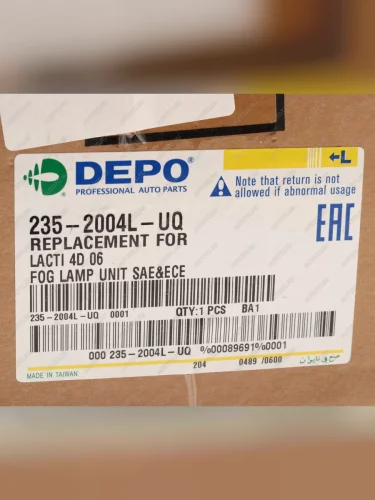 DEPO
PROFESSIONAL AUTO PARTS
←L
Note that return is not
allowed if abnormal usage
235-2004L-UQ
REPLACEMENT FOR
LACTI 4D 06
FOG LAMP UNIT SAE&ECE
EAC
235-2004L-UQ 0001 QTY:1 PCS BA1
000 235-2004L-UQ %00089691%0001
204 0489 /0600
MADE IN TAIWAN